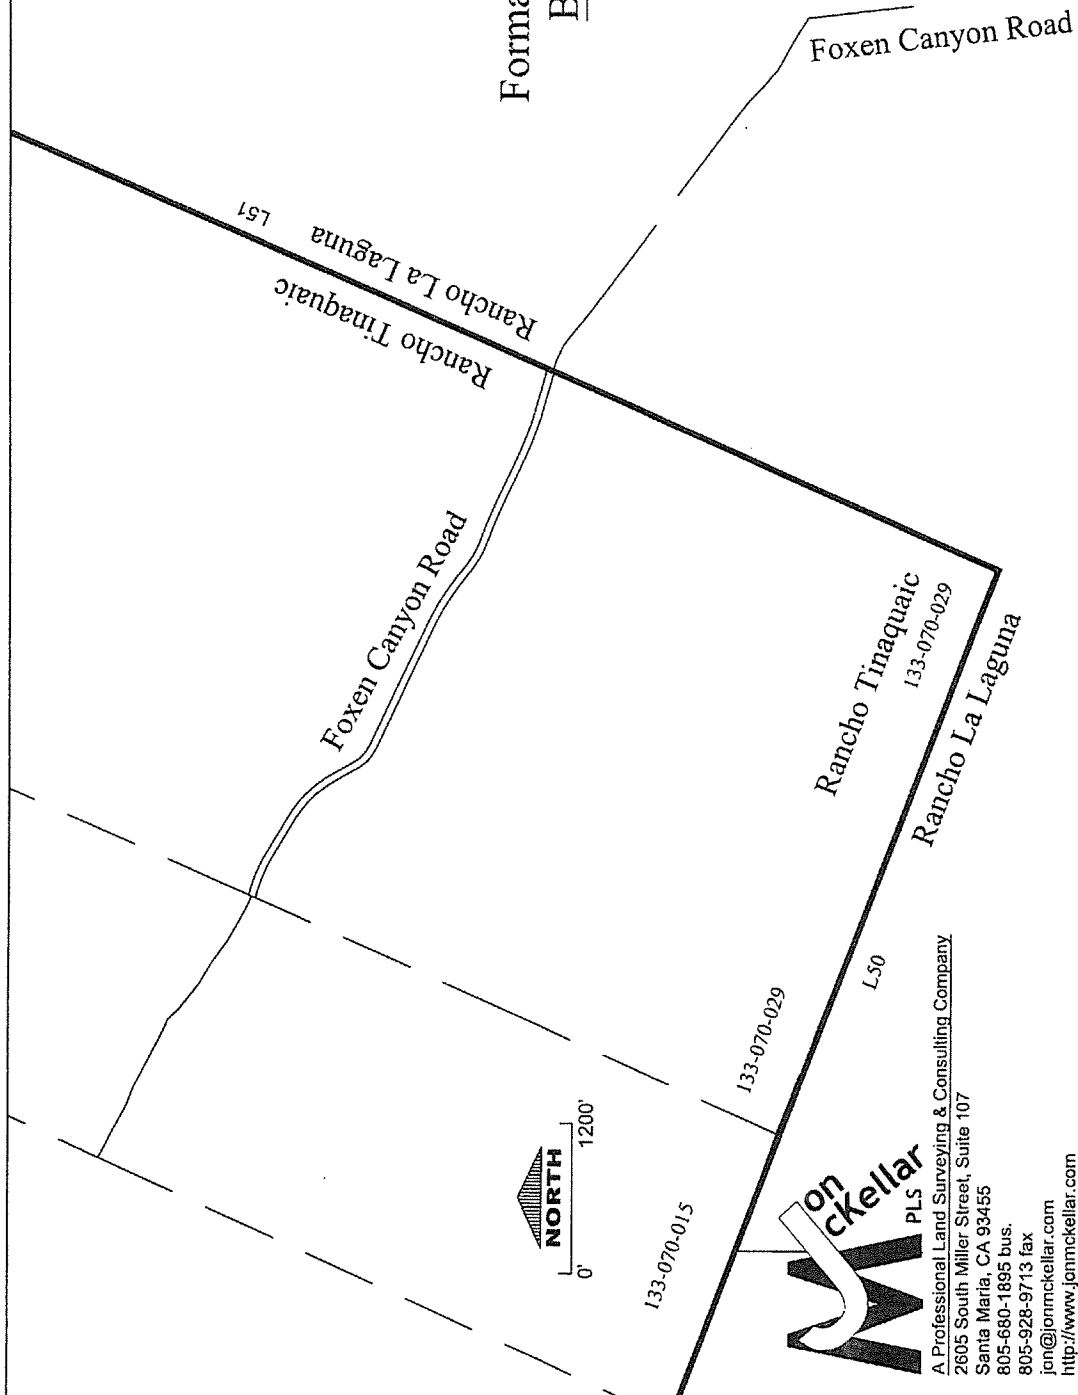 Forma
B
Foxen Canyon Road
L51
Rancho La Laguna
Rancho Tinaquaic
Foxen Canyon Road
Rancho Tinaquaic
133-070-029
Rancho La Laguna
L50
133-070-029
133-070-015
NORTH
0' 1200'
Jon
McKellar
PLS
A Professional Land Surveying & Consulting Company
2605 South Miller Street, Suite 107
Santa Maria, CA 93455
805-680-1895 bus.
805-928-9713 fax
jon@jonmckellar.com
http://www.jonmckellar.com